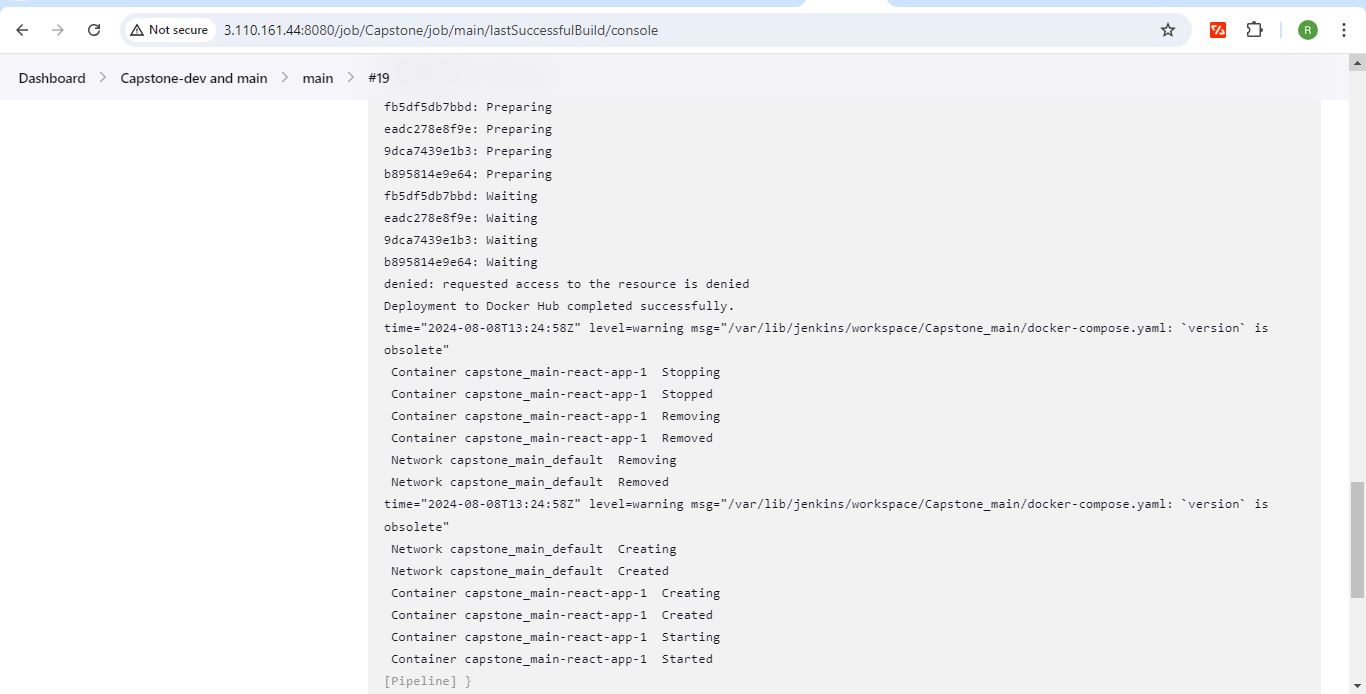 Not secure 3.110.161.44:8080/job/Capstone/job/main/lastSuccessfulBuild/console R
Dashboard Capstone-dev and main main #19
fb5df5db7bbd: Preparing
eadc278e8f9e: Preparing
9dca7439e1b3: Preparing
b895814e9e64: Preparing
fb5df5db7bbd: Waiting
eadc278e8f9e: Waiting
9dca7439e1b3: Waiting
b895814e9e64: Waiting
denied: requested access to the resource is denied
Deployment to Docker Hub completed successfully.
time="2024-08-08T13:24:58Z" level=warning msg="/var/lib/jenkins/workspace/Capstone_main/docker-compose.yaml: `version` is
obsolete"
Container capstone_main-react-app-1  Stopping
Container capstone_main-react-app-1  Stopped
Container capstone_main-react-app-1  Removing
Container capstone_main-react-app-1  Removed
Network capstone_main_default  Removing
Network capstone_main_default  Removed
time="2024-08-08T13:24:58Z" level=warning msg="/var/lib/jenkins/workspace/Capstone_main/docker-compose.yaml: `version` is
obsolete"
Network capstone_main_default  Creating
Network capstone_main_default  Created
Container capstone_main-react-app-1  Creating
Container capstone_main-react-app-1  Created
Container capstone_main-react-app-1  Starting
Container capstone_main-react-app-1  Started
[Pipeline] }